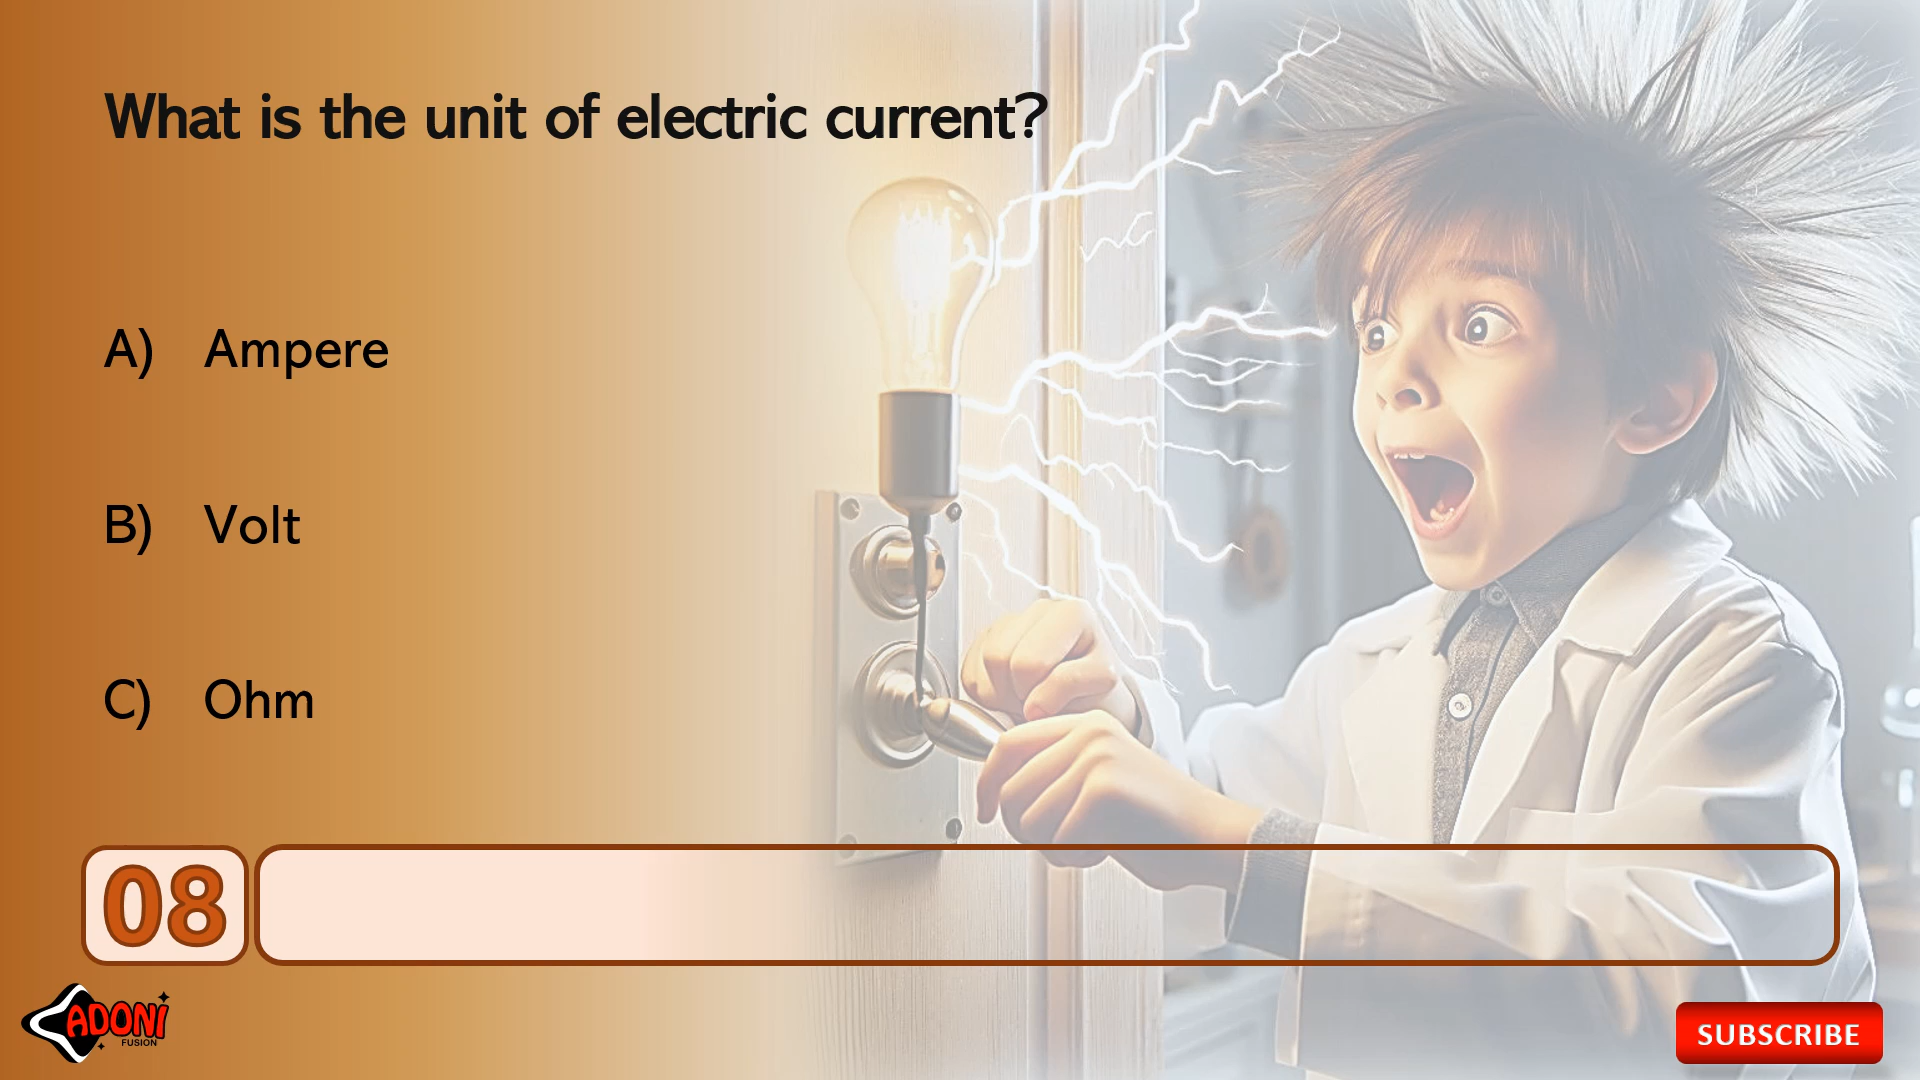 What is the unit of electric current?
A) Ampere
B) Volt
C) Ohm
08
ADONI
FUSION
SUBSCRIBE